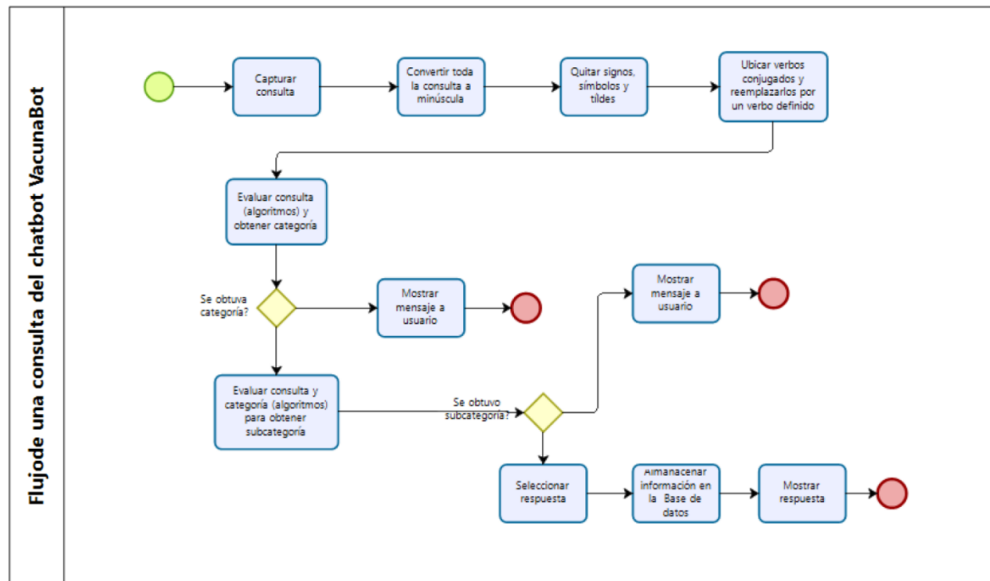 Flujode una consulta del chatbot VacunaBot
Capturar
consulta
Convertir toda
la consulta a
minúscula
Quitar signos,
símbolos y
tildes
Ubicar verbos
conjugados y
reemplazarlos por
un verbo definido
Evaluar consulta
(algoritmos) y
obtener categoría
Se obtuva
categoría?
Mostrar
mensaje a
usuario
Mostrar
mensaje a
usuario
Evaluar consulta y
categoría (algoritmos)
para obtener
subcategoría
Se obtuvo
subcategoría?
Seleccionar
respuesta
Almanacenar
información en
la Base de
datos
Mostrar
respuesta